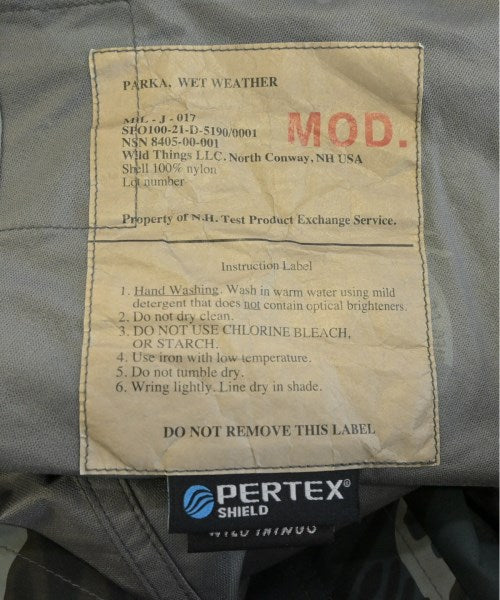 PARKA, WET WEATHER
MIL - J - 017
SPO100-21-D-5190/0001
NSN 8405-00-001
MOD.
Wild Things LLC. North Conway, NH USA
Shell 100% nylon
Lot number
Property of N.H. Test Product Exchange Service.
Instruction Label
1. Hand Washing. Wash in warm water using mild
detergent that does not contain optical brighteners.
2. Do not dry clean.
3. DO NOT USE CHLORINE BLEACH,
OR STARCH.
4. Use iron with low temperature.
5. Do not tumble dry.
6. Wring lightly. Line dry in shade.
DO NOT REMOVE THIS LABEL
PERTEX®
SHIELD
WILD THINGS